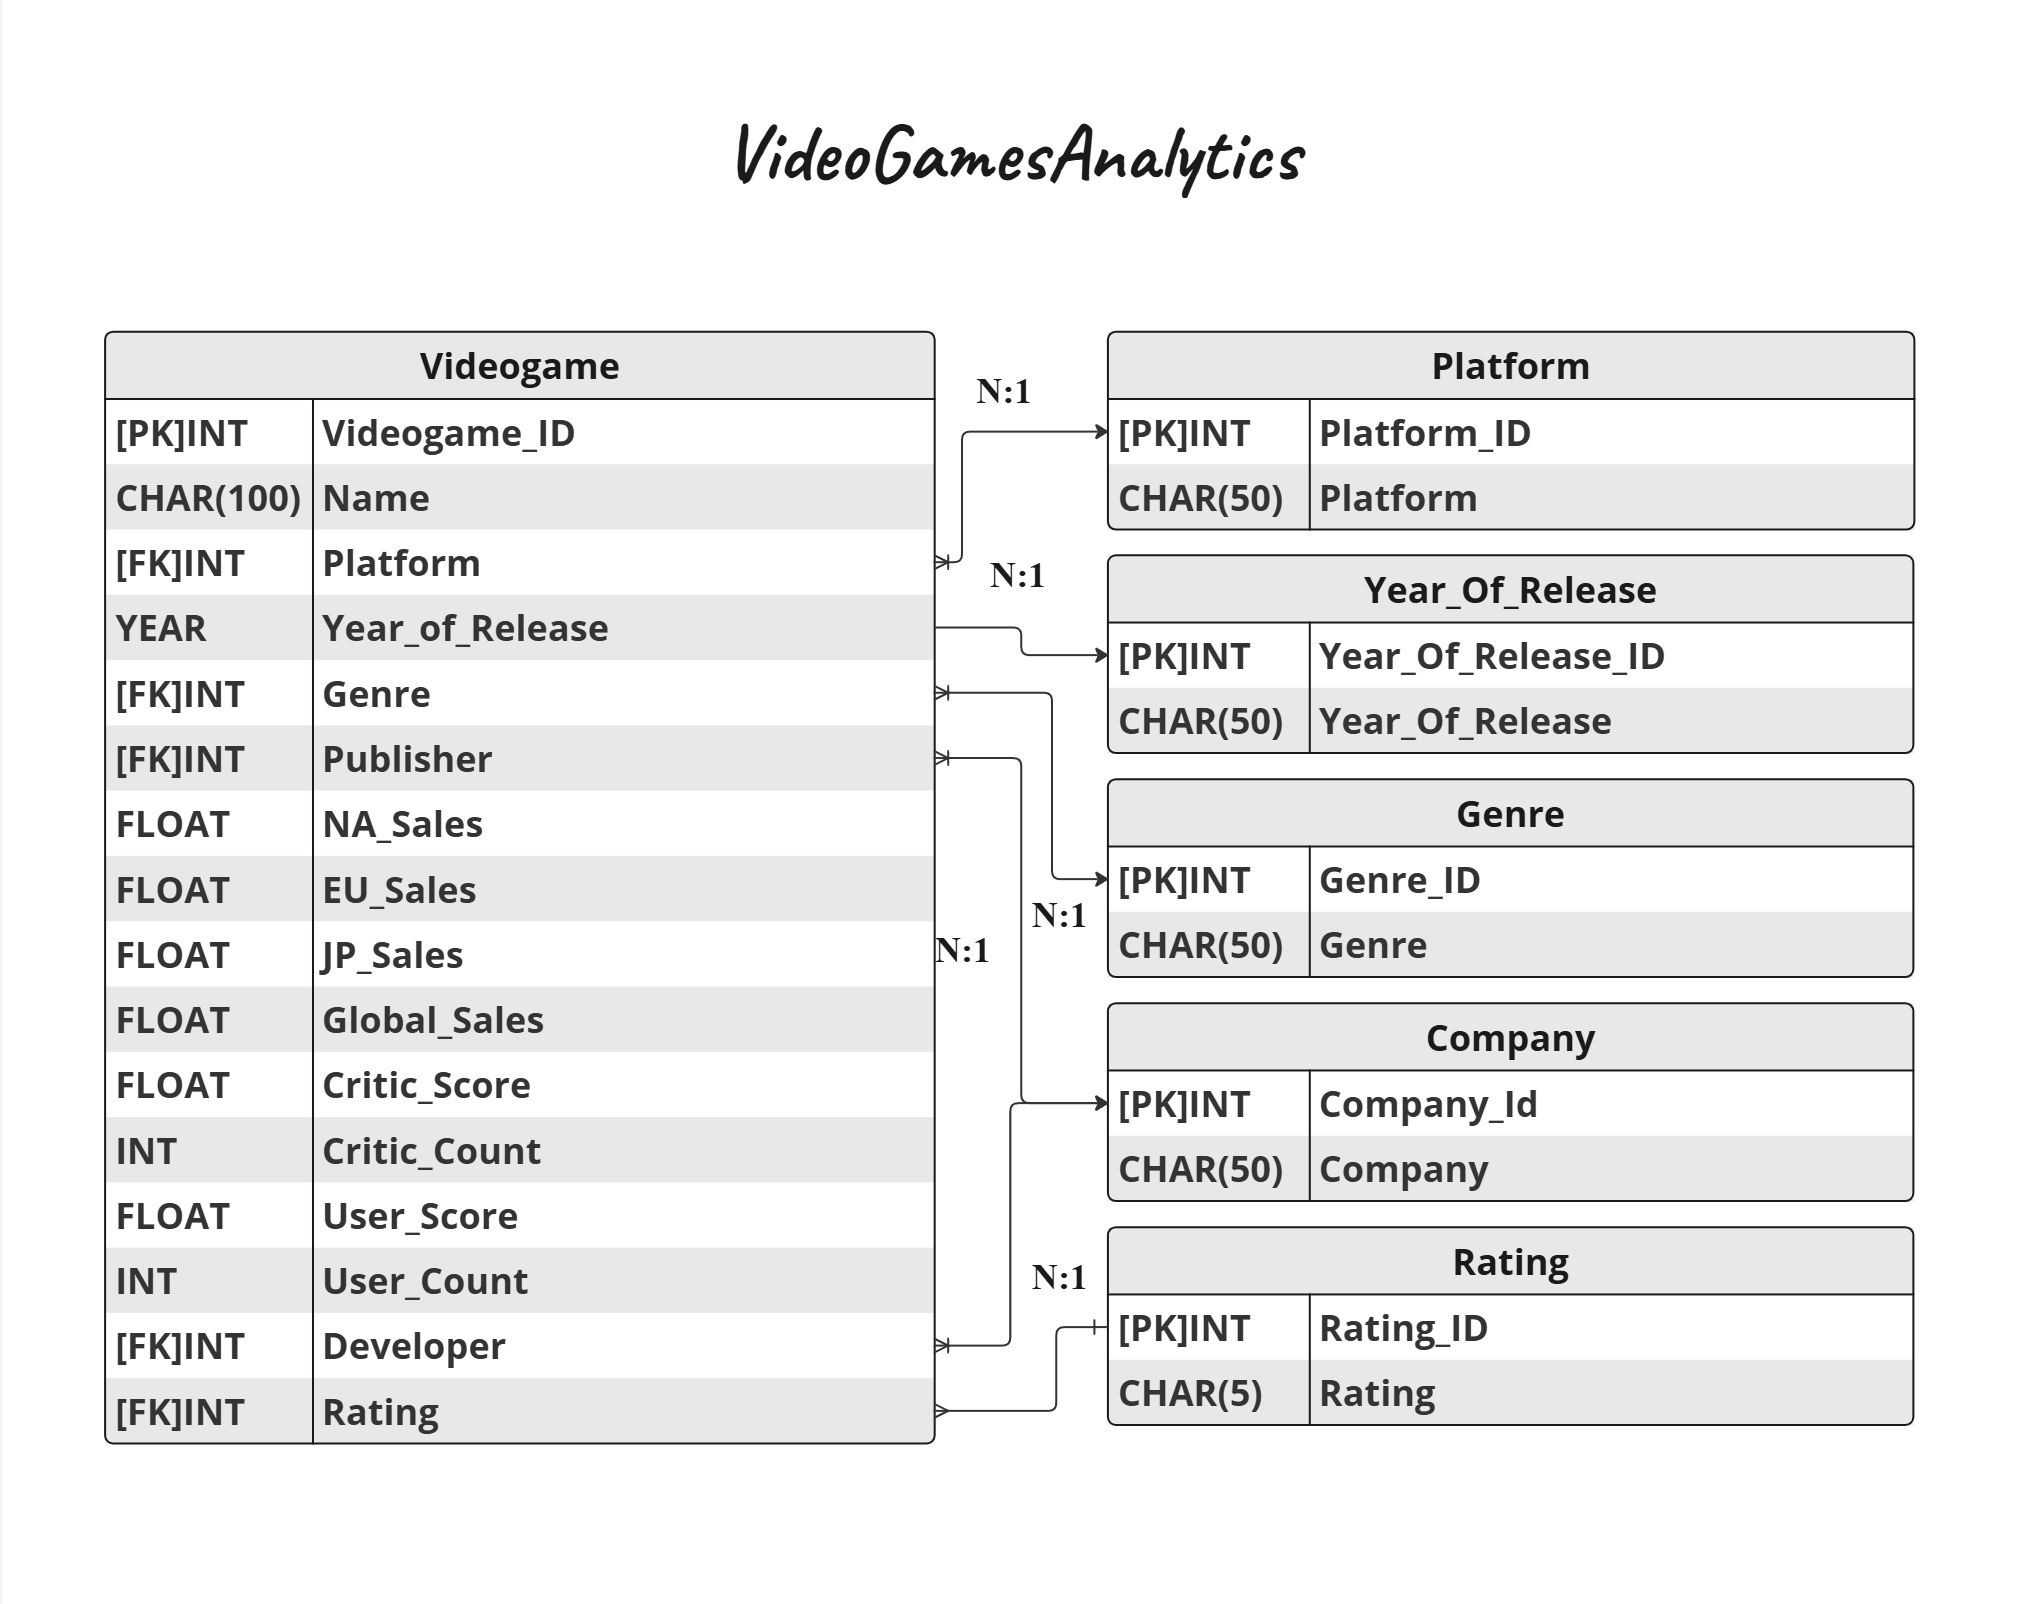 VideoGamesAnalytics
Videogame
[PK]INT Videogame_ID
CHAR(100) Name
[FK]INT Platform
YEAR Year_of_Release
[FK]INT Genre
[FK]INT Publisher
FLOAT NA_Sales
FLOAT EU_Sales
FLOAT JP_Sales
FLOAT Global_Sales
FLOAT Critic_Score
INT Critic_Count
FLOAT User_Score
INT User_Count
[FK]INT Developer
[FK]INT Rating
N:1
N:1
N:1
N:1
N:1
Platform
[PK]INT Platform_ID
CHAR(50) Platform
Year_Of_Release
[PK]INT Year_Of_Release_ID
CHAR(50) Year_Of_Release
Genre
[PK]INT Genre_ID
CHAR(50) Genre
Company
[PK]INT Company_Id
CHAR(50) Company
Rating
[PK]INT Rating_ID
CHAR(5) Rating